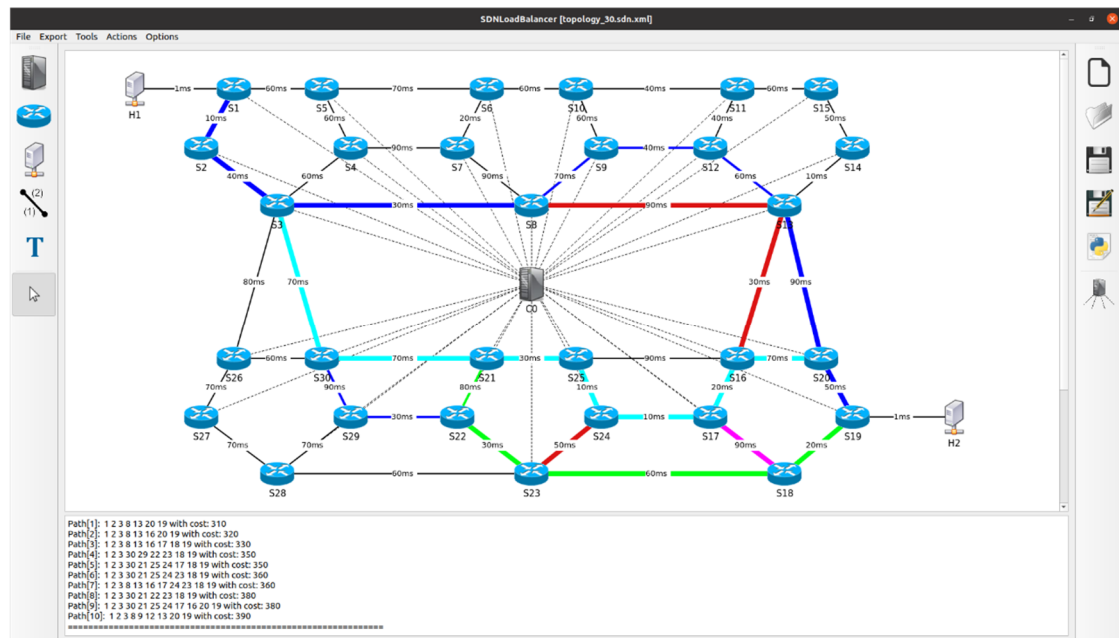 SDNLoadBalancer [topology_30.sdn.xml]
File Export Tools Actions Options
1ms 60ms 70ms 60ms 40ms 60ms
H1 S1 S5 S6 S10 S11 S15
10ms 60ms 20ms 60ms 40ms 50ms
90ms 40ms
S2 S4 S7 S9 S12 S14
40ms 60ms 90ms 70ms 60ms 10ms
30ms 90ms
S3 S8 S13
(2)
(1)
T
80ms 70ms 30ms 90ms
C0
60ms 70ms 30ms 90ms 70ms
S26 S30 S21 S25 S16 S20
70ms 90ms 80ms 10ms 20ms 50ms
30ms 10ms 1ms
S27 S29 S22 S24 S17 S19 H2
70ms 70ms 30ms 50ms 90ms 20ms
60ms 60ms
S28 S23 S18
Path[1]: 1 2 3 8 13 20 19 with cost: 310
Path[2]: 1 2 3 8 13 16 20 19 with cost: 320
Path[3]: 1 2 3 8 13 16 17 18 19 with cost: 330
Path[4]: 1 2 3 30 29 22 23 18 19 with cost: 350
Path[5]: 1 2 3 30 21 25 24 17 18 19 with cost: 350
Path[6]: 1 2 3 30 21 25 24 23 18 19 with cost: 360
Path[7]: 1 2 3 8 13 16 17 24 23 18 19 with cost: 360
Path[8]: 1 2 3 30 21 22 23 18 19 with cost: 380
Path[9]: 1 2 3 30 21 25 24 17 16 20 19 with cost: 380
Path[10]: 1 2 3 8 9 12 13 20 19 with cost: 390
=============================================================